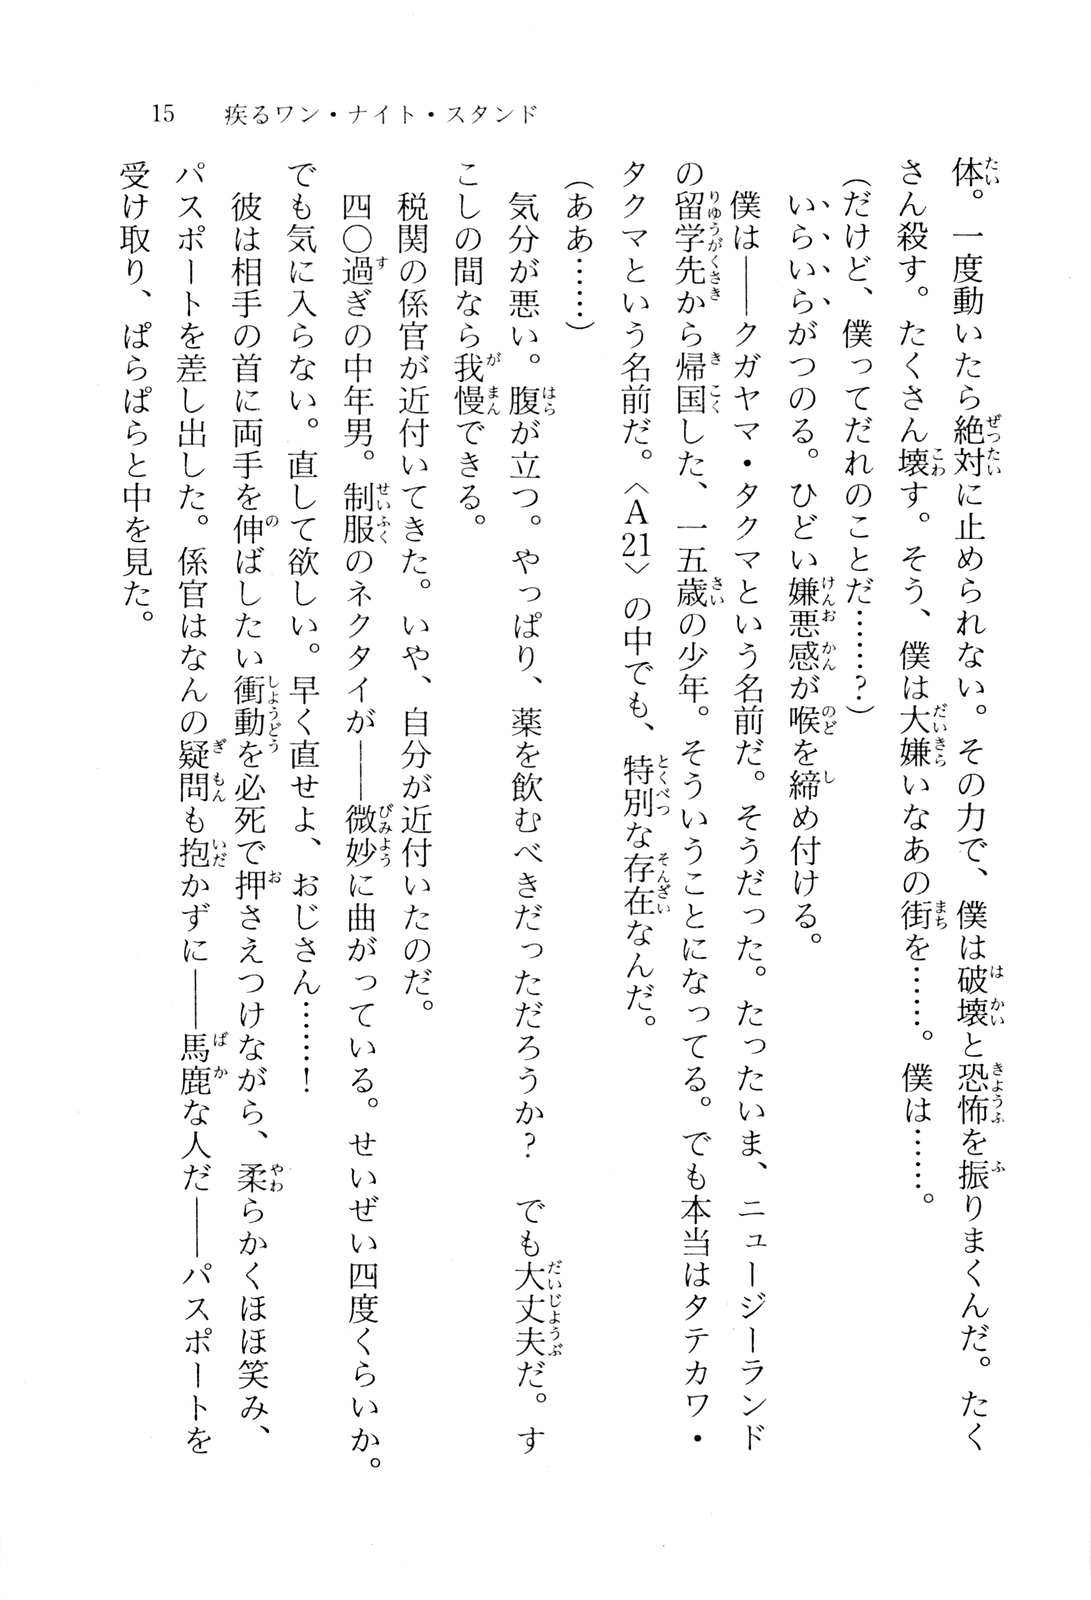 15　疾るワン・ナイト・スタンド
体。一度動いたら絶対に止められない。その力で、僕は破壊と恐怖を振りまくんだ。たく
さん殺す。たくさん壊す。そう、僕は大嫌いなあの街を……。僕は……。
（だけど、僕ってだれのことだ……？）
いらいらがつのる。ひどい嫌悪感が喉を締め付ける。
僕は――クガヤマ・タクマという名前だ。そうだった。たったいま、ニュージーランド
の留学先から帰国した、一五歳の少年。そういうことになってる。でも本当はタテカワ・
タクマという名前だ。〈A21〉の中でも、特別な存在なんだ。
（ああ……）
気分が悪い。腹が立つ。やっぱり、薬を飲むべきだっただろうか？　でも大丈夫だ。す
こしの間なら我慢できる。
税関の係官が近付いてきた。いや、自分が近付いたのだ。
四〇過ぎの中年男。制服のネクタイが――微妙に曲がっている。せいぜい四度くらいか。
でも気に入らない。直して欲しい。早く直せよ、おじさん……！
彼は相手の首に両手を伸ばしたい衝動を必死で押さえつけながら、柔らかくほほ笑み、
パスポートを差し出した。係官はなんの疑問も抱かずに――馬鹿な人だ――パスポートを
受け取り、ぱらぱらと中を見た。